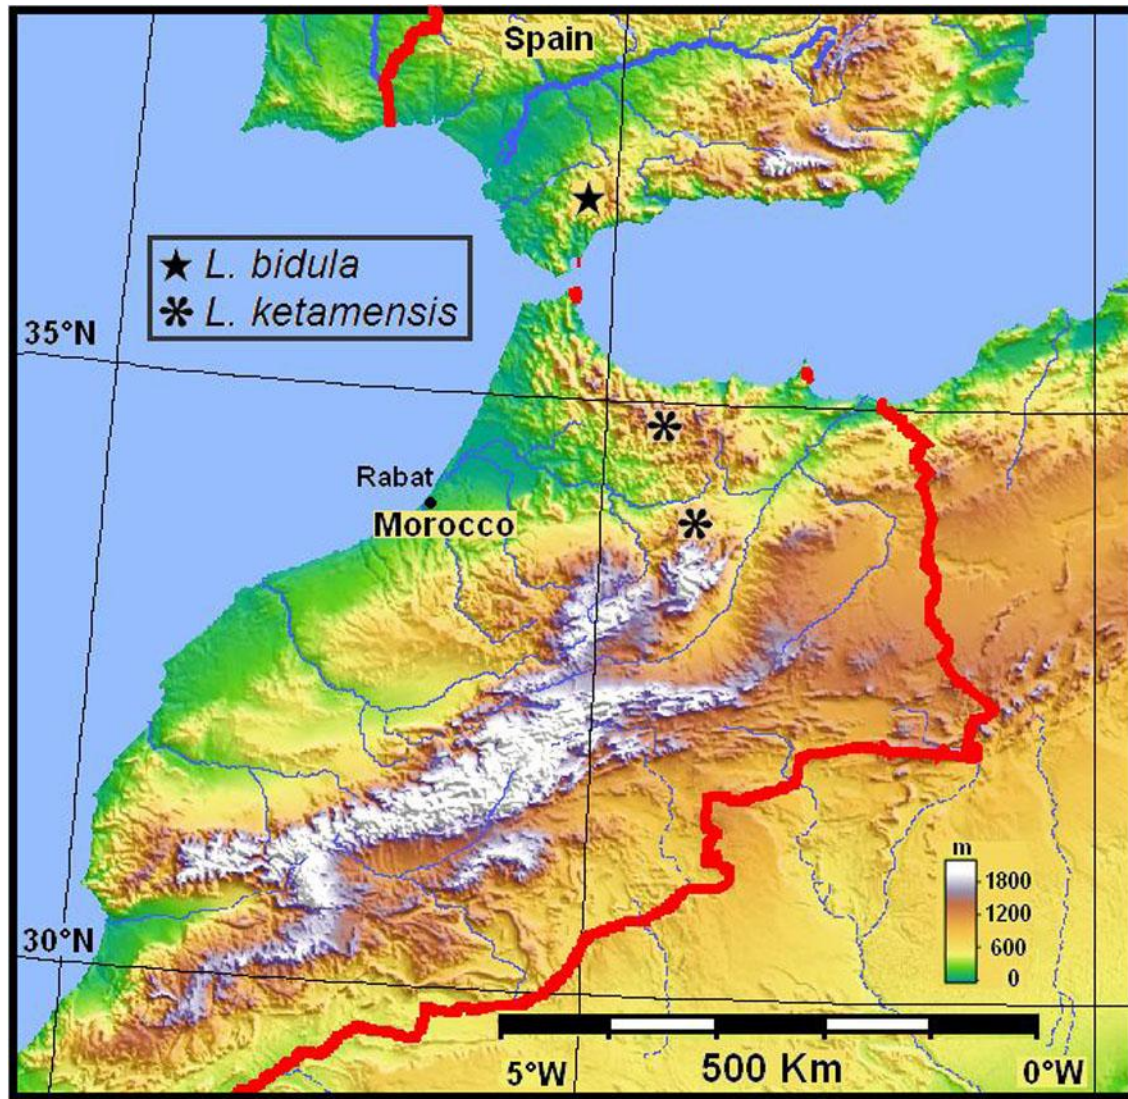 Spain
★ L. bidula
* L. ketamensis
35°N
Rabat
Morocco
m
1800
1200
600
0
30°N
5°W
500 Km
0°W